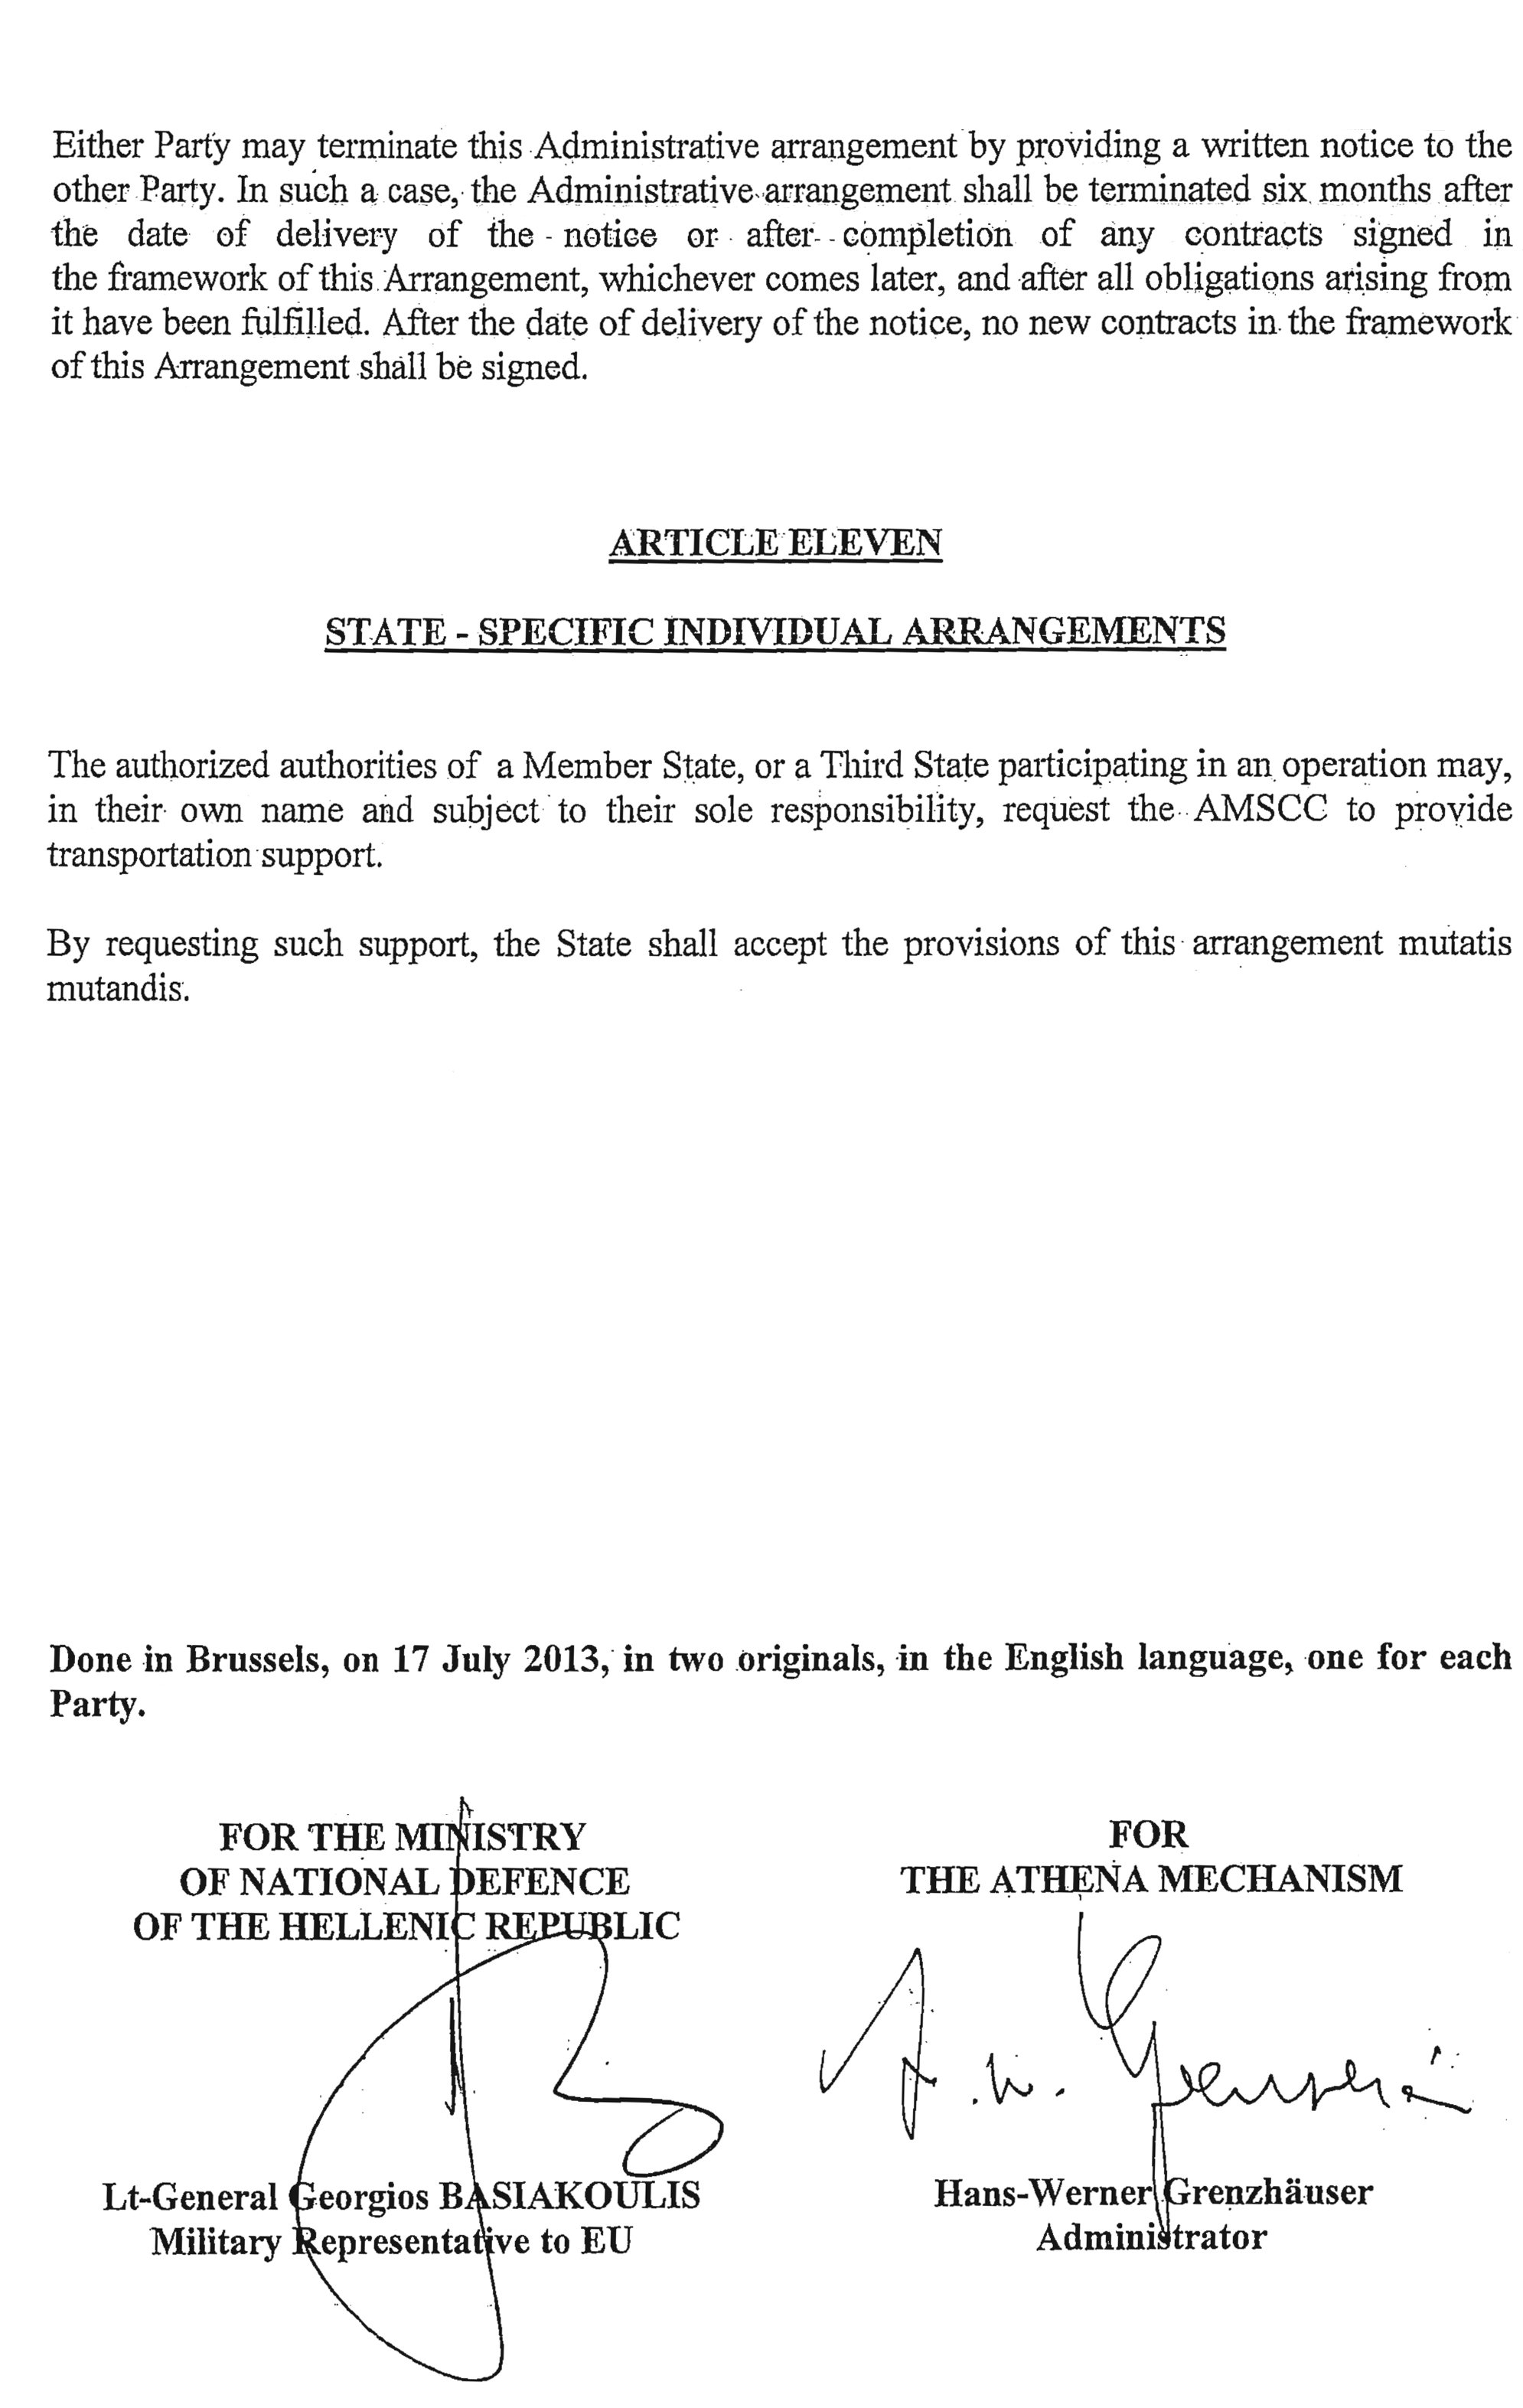 Either Party may terminate this Administrative arrangement by providing a written notice to the
other Party. In such a case, the Administrative arrangement shall be terminated six months after
the date of delivery of the notice or after completion of any contracts signed in
the framework of this Arrangement, whichever comes later, and after all obligations arising from
it have been fulfilled. After the date of delivery of the notice, no new contracts in the framework
of this Arrangement shall be signed.
ARTICLE ELEVEN
STATE - SPECIFIC INDIVIDUAL ARRANGEMENTS
The authorized authorities of a Member State, or a Third State participating in an operation may,
in their own name and subject to their sole responsibility, request the AMSCC to provide
transportation support.
By requesting such support, the State shall accept the provisions of this arrangement mutatis
mutandis.
Done in Brussels, on 17 July 2013, in two originals, in the English language, one for each
Party.
FOR THE MINISTRY
OF NATIONAL DEFENCE
OF THE HELLENIC REPUBLIC
Lt-General Georgios BASIAKOULIS
Military Representative to EU
FOR
THE ATHENA MECHANISM
Hans-Werner Grenzhäuser
Administrator